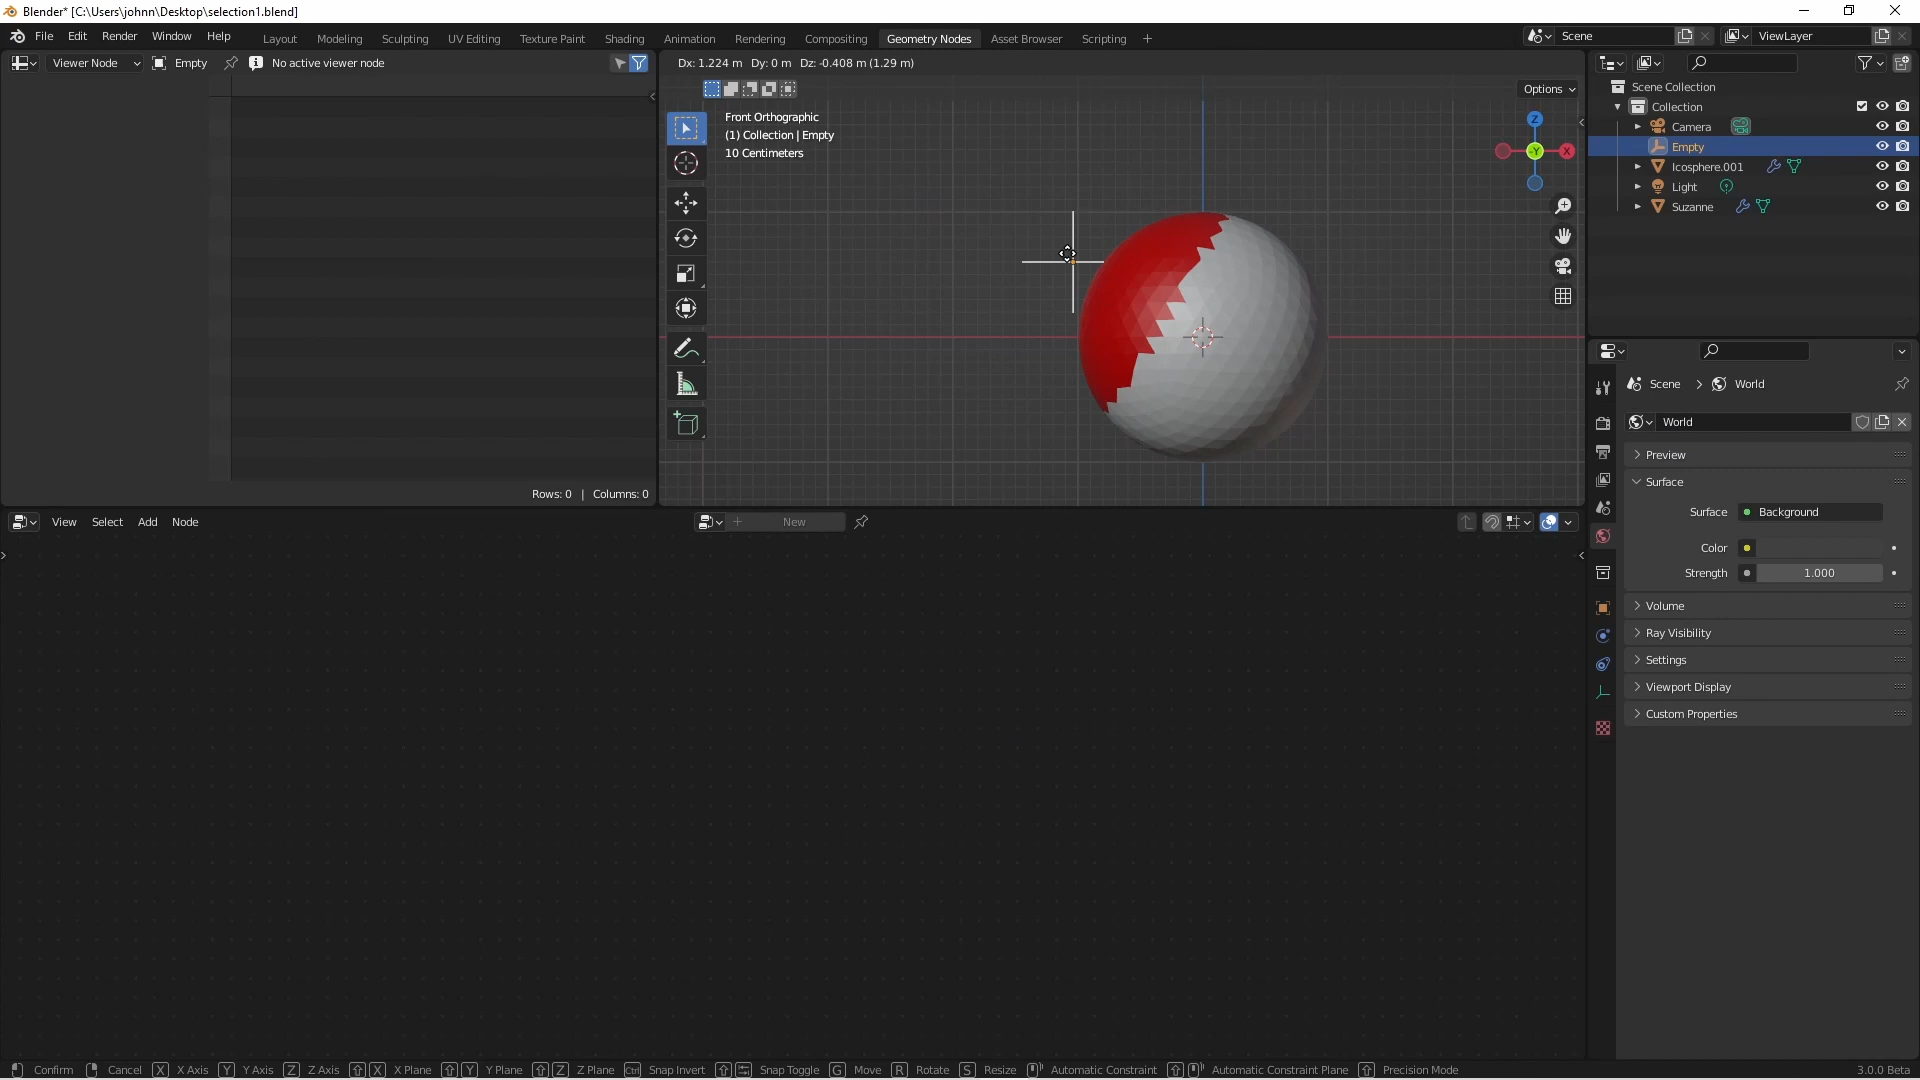 Blender* [C:\Users\johnn\Desktop\selection1.blend]
File Edit Render Window Help Layout Modeling Sculpting UV Editing Texture Paint Shading Animation Rendering Compositing Geometry Nodes Asset Browser Scripting Scene ViewLayer
Viewer Node Empty No active viewer node
Dx: 1.224 m Dy: 0 m Dz: -0.408 m (1.29 m)
Options
Front Orthographic
(1) Collection | Empty
10 Centimeters
Z
-Y
X
Scene Collection
Collection
Camera
Empty
Icosphere.001
Light
Suzanne
Rows: 0 | Columns: 0
View Select Add Node New
Scene World
World
Preview
Surface
Surface Background
Color
Strength 1.000
Volume
Ray Visibility
Settings
Viewport Display
Custom Properties
Confirm Cancel X X Axis Y Y Axis Z Z Axis X X Plane Y Y Plane Z Z Plane Ctrl Snap Invert Snap Toggle G Move R Rotate S Resize Automatic Constraint Automatic Constraint Plane Precision Mode 3.0.0 Beta